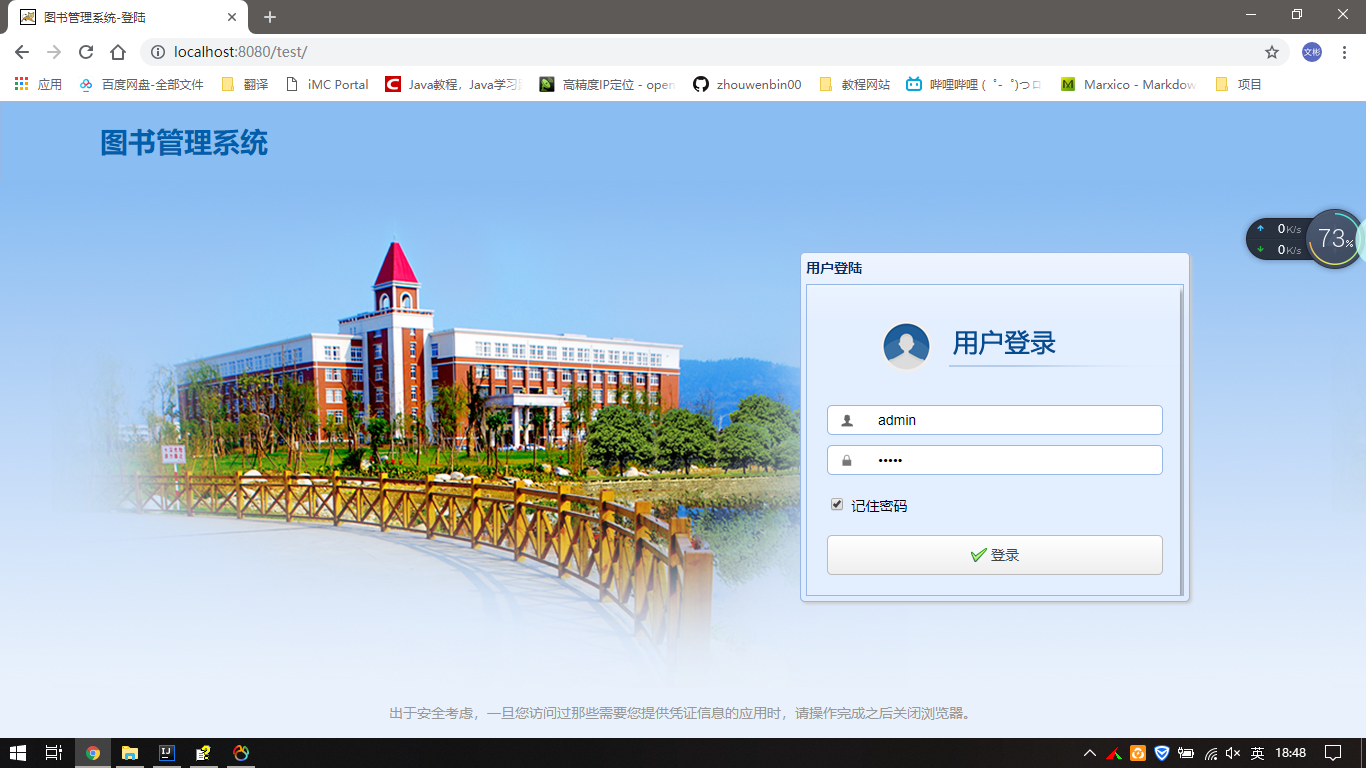 图书管理系统-登陆
localhost:8080/test/
文彬
应用
百度网盘-全部文件
翻译
iMC Portal
Java教程，Java学习
高精度IP定位 - open
zhouwenbin00
教程网站
哔哩哔哩 (゜-゜)つロ
Marxico - Markdow
项目
图书管理系统
0K/s
0K/s
73%
用户登陆
用户登录
admin
•••••
记住密码
登录
出于安全考虑，一旦您访问过那些需要您提供凭证信息的应用时，请操作完成之后关闭浏览器。
IJ
英
18:48